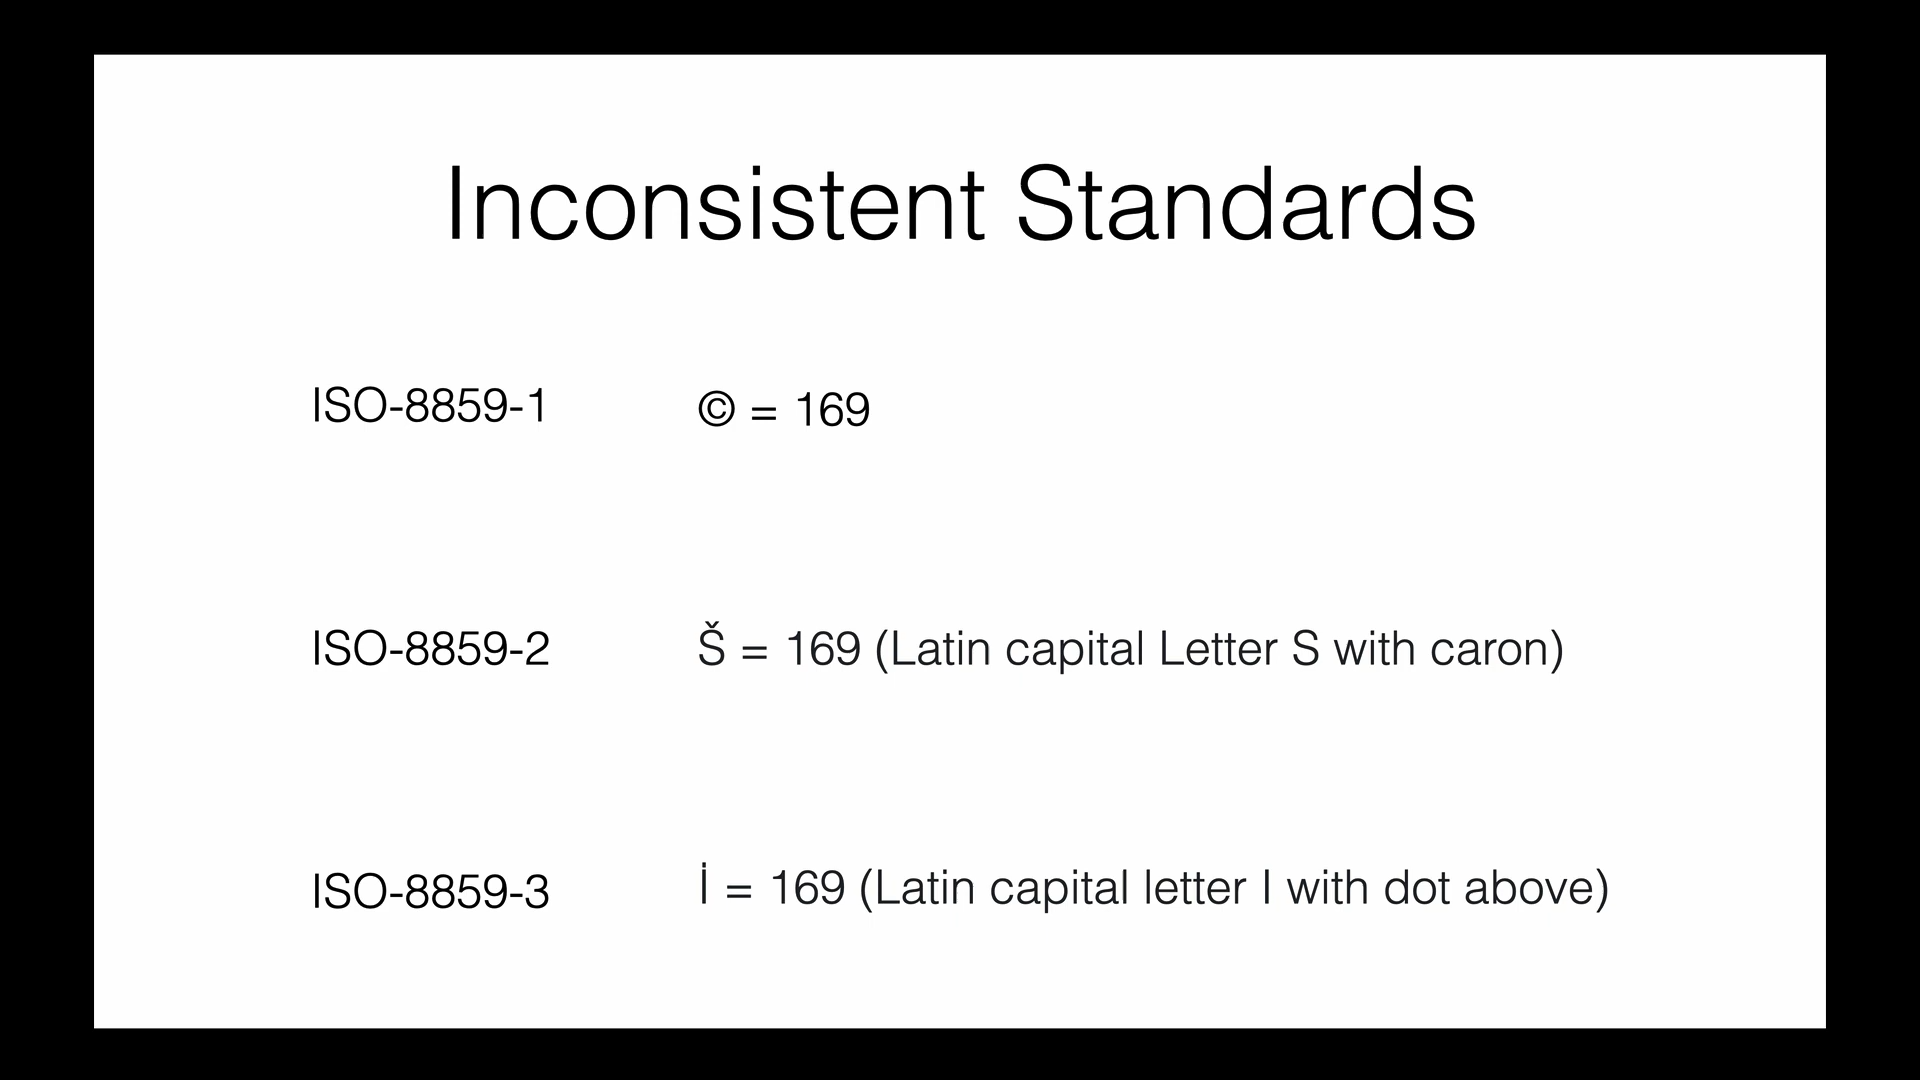 Inconsistent Standards
ISO-8859-1 © = 169
ISO-8859-2 Š = 169 (Latin capital Letter S with caron)
ISO-8859-3 İ = 169 (Latin capital letter I with dot above)